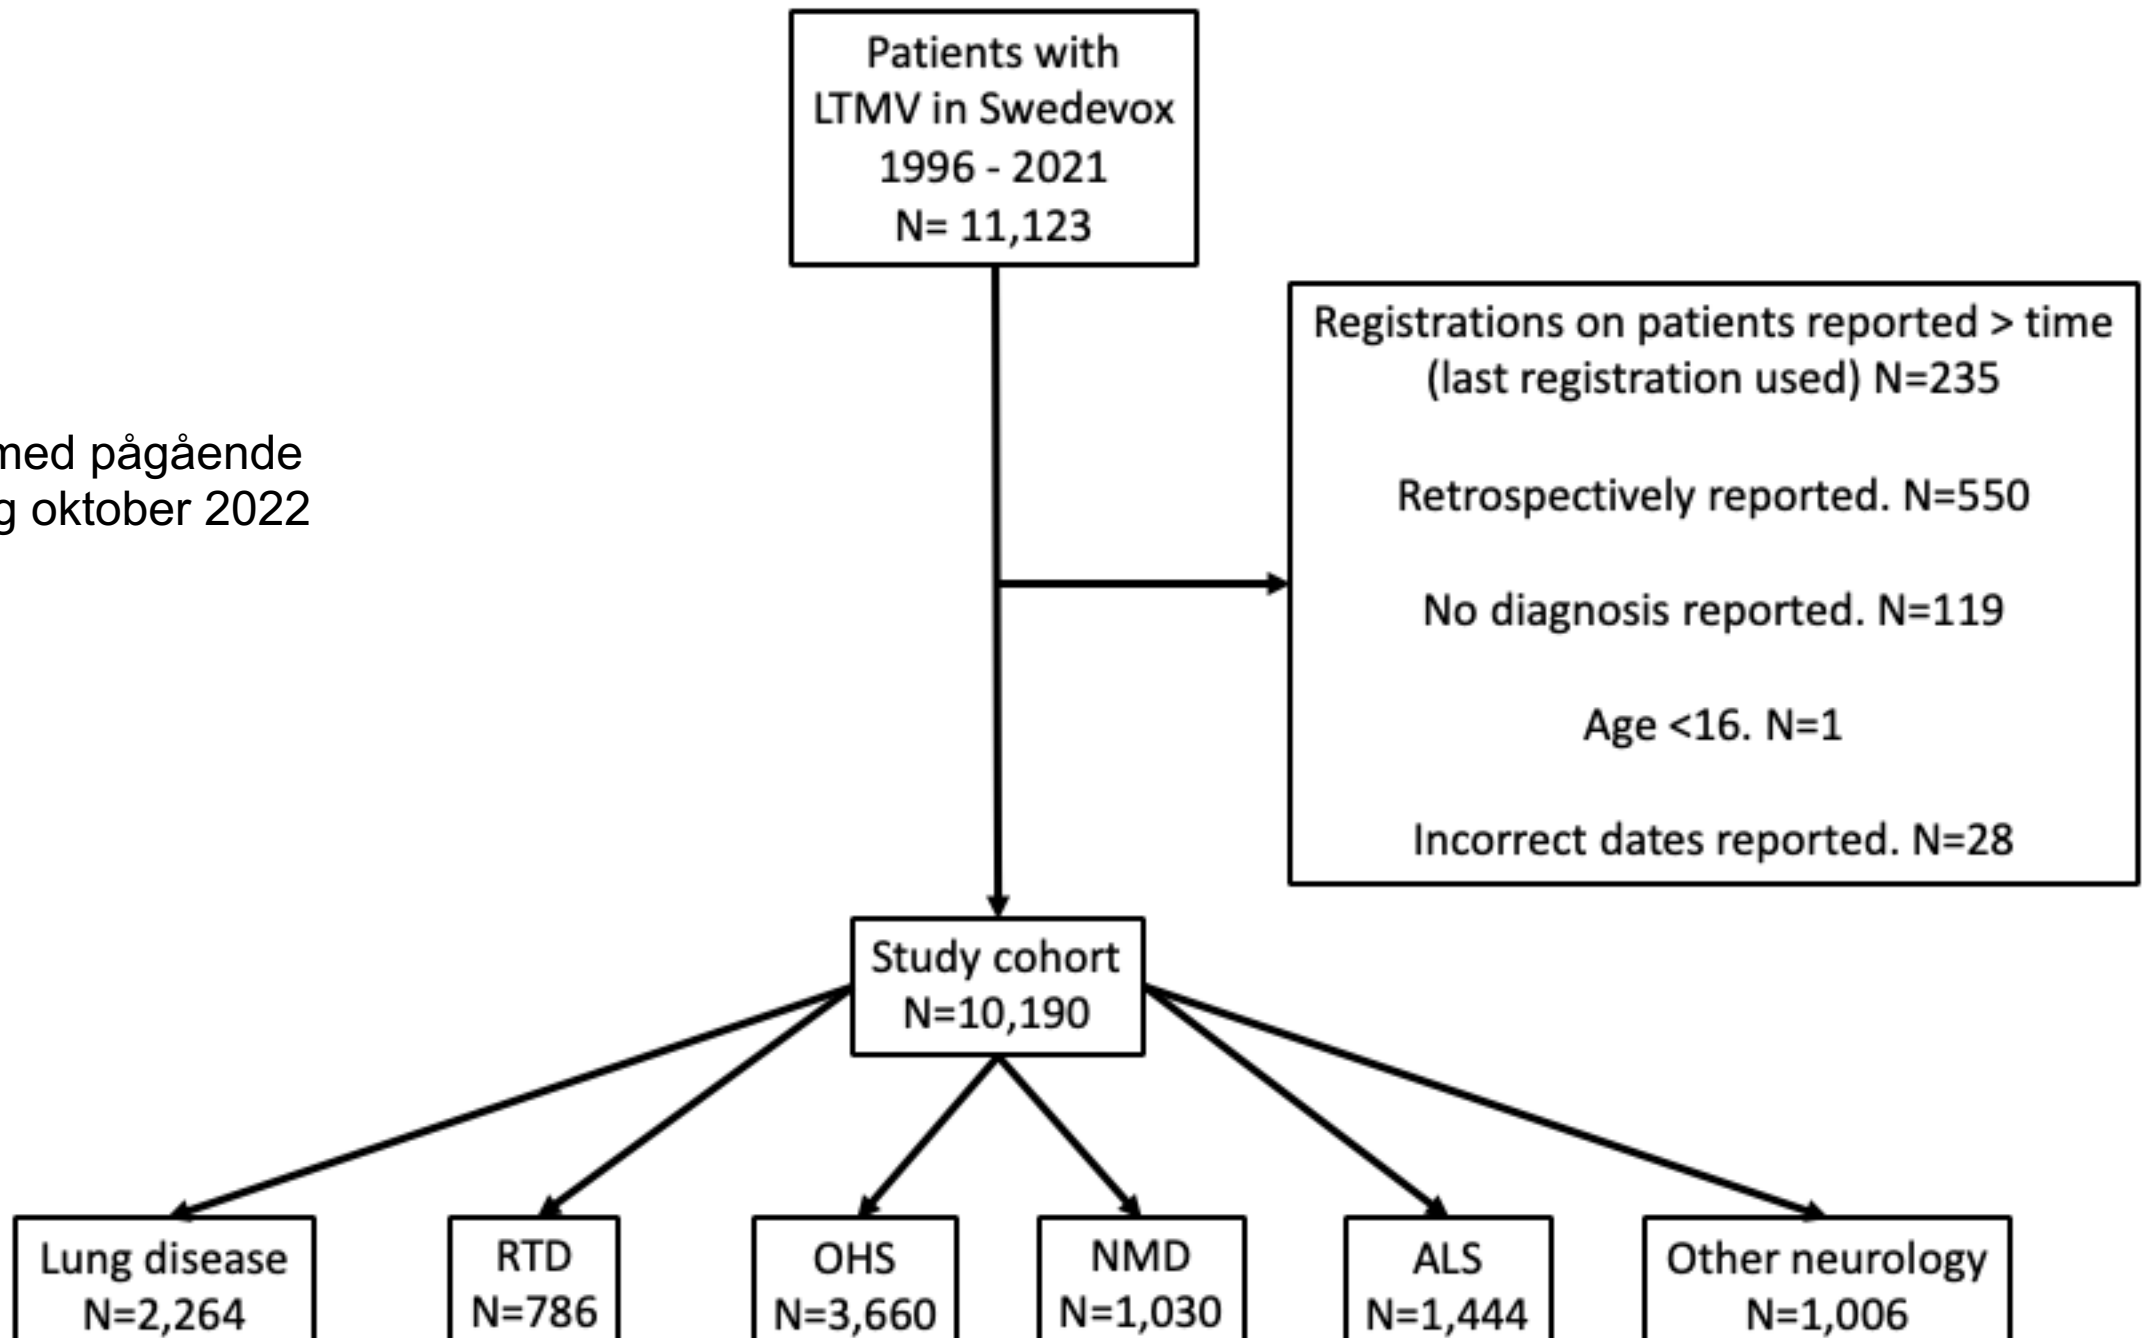 Patients with
LTMV in Swedevox
1996 - 2021
N= 11,123
Registrations on patients reported > time
(last registration used) N=235
Retrospectively reported. N=550
No diagnosis reported. N=119
Age <16. N=1
Incorrect dates reported. N=28
med pågående
oktober 2022
Study cohort
N=10,190
Lung disease
N=2,264
RTD
N=786
OHS
N=3,660
NMD
N=1,030
ALS
N=1,444
Other neurology
N=1,006